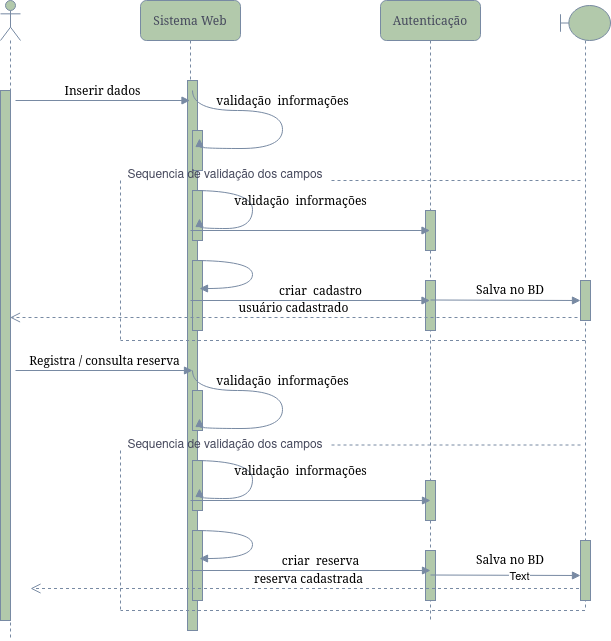 Sistema Web
Autenticação
Inserir dados
validação informações
Sequencia de validação dos campos
validação informações
criar cadastro
Salva no BD
usuário cadastrado
Registra / consulta reserva
validação informações
Sequencia de validação dos campos
validação informações
criar reserva
Salva no BD
Text
reserva cadastrada